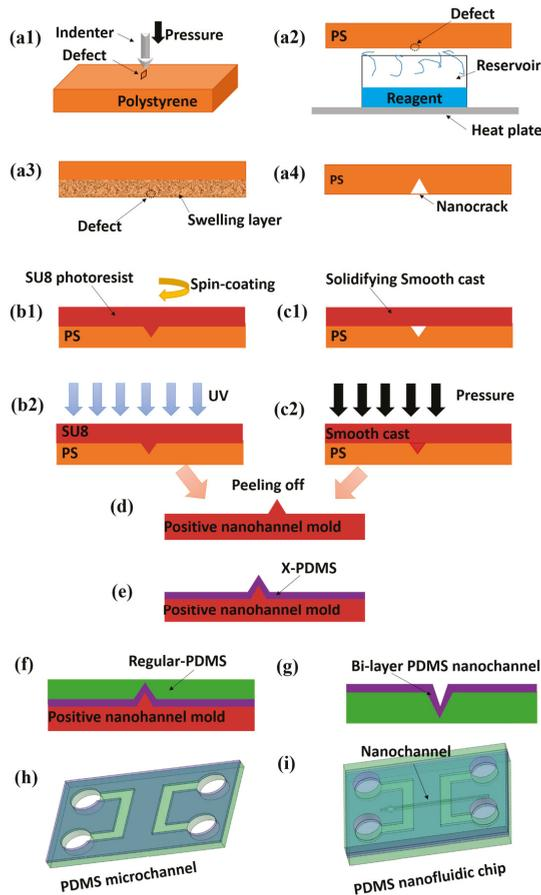 (a1)
Indenter
Pressure
Defect
Polystyrene
(a2)
Defect
PS
Reservoir
Reagent
Heat plate
(a3)
Defect
Swelling layer
(a4)
PS
Nanocrack
SU8 photoresist
Spin-coating
(b1)
PS
Solidifying Smooth cast
(c1)
PS
(b2)
UV
SU8
PS
(c2)
Pressure
Smooth cast
PS
Peeling off
(d)
Positive nanohannel mold
(e)
X-PDMS
Positive nanohannel mold
(f)
Regular-PDMS
Positive nanohannel mold
(g)
Bi-layer PDMS nanochannel
(h)
PDMS microchannel
(i)
Nanochannel
PDMS nanofluidic chip